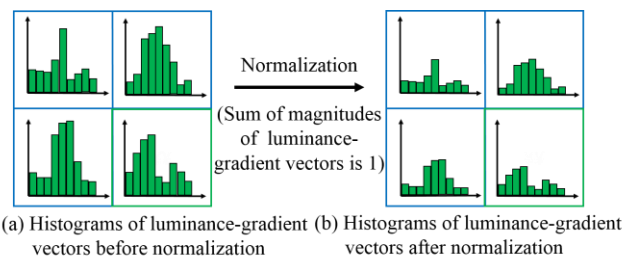 Normalization
(Sum of magnitudes
of luminance-
gradient vectors is 1)
(a) Histograms of luminance-gradient
vectors before normalization
(b) Histograms of luminance-gradient
vectors after normalization